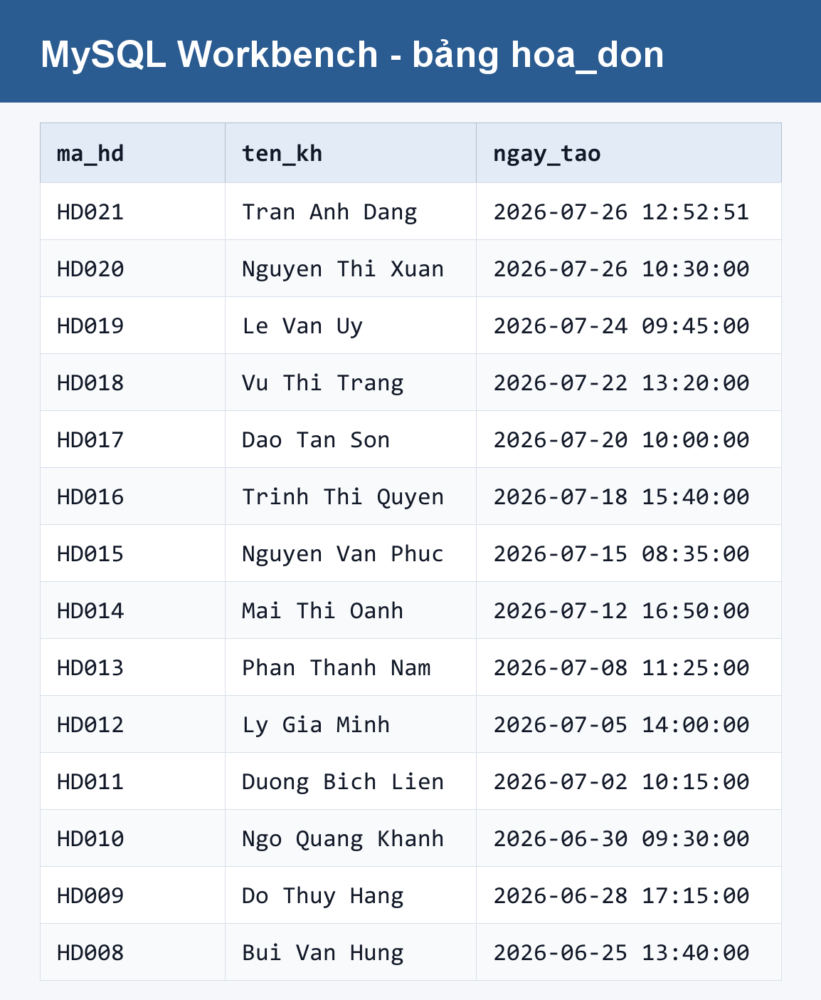 MySQL Workbench - bảng hoa_don
ma_hd ten_kh ngay_tao
HD021 Tran Anh Dang 2026-07-26 12:52:51
HD020 Nguyen Thi Xuan 2026-07-26 10:30:00
HD019 Le Van Uy 2026-07-24 09:45:00
HD018 Vu Thi Trang 2026-07-22 13:20:00
HD017 Dao Tan Son 2026-07-20 10:00:00
HD016 Trinh Thi Quyen 2026-07-18 15:40:00
HD015 Nguyen Van Phuc 2026-07-15 08:35:00
HD014 Mai Thi Oanh 2026-07-12 16:50:00
HD013 Phan Thanh Nam 2026-07-08 11:25:00
HD012 Ly Gia Minh 2026-07-05 14:00:00
HD011 Duong Bich Lien 2026-07-02 10:15:00
HD010 Ngo Quang Khanh 2026-06-30 09:30:00
HD009 Do Thuy Hang 2026-06-28 17:15:00
HD008 Bui Van Hung 2026-06-25 13:40:00